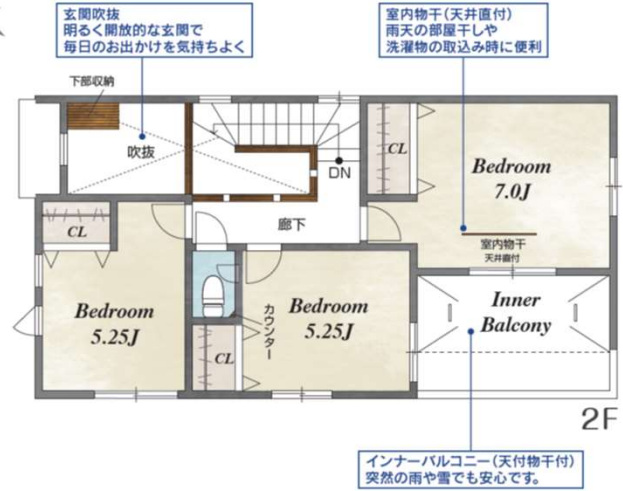 玄関吹抜
明るく開放的な玄関で
毎日のお出かけを気持ちよく
室内物干(天井直付)
雨天の部屋干しや
洗濯物の取込み時に便利
下部収納
吹抜
DN
CL
Bedroom
7.0J
CL
廊下
室内物干
天井直付
Bedroom
5.25J
カウンター
Bedroom
5.25J
Inner
Balcony
CL
2F
インナーバルコニー(天付物干付)
突然の雨や雪でも安心です。